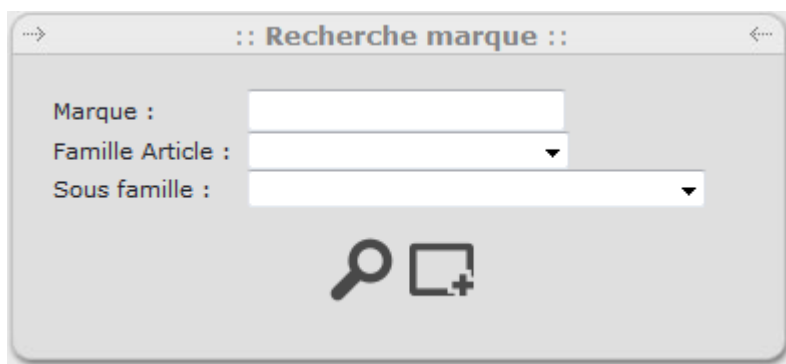 :: Recherche marque ::
Marque :
Famille Article :
Sous famille :